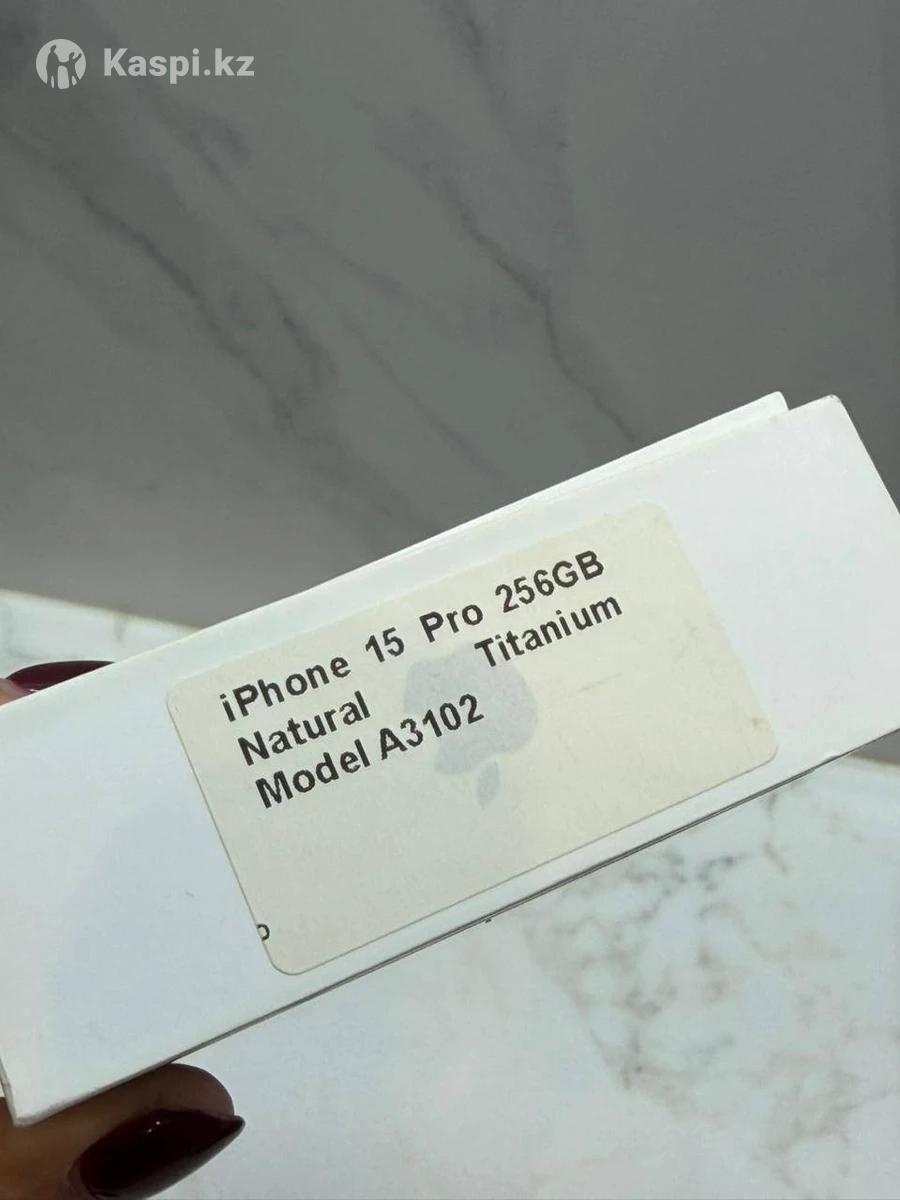 Kaspi.kz
iPhone 15 Pro 256GB
Natural Titanium
Model A3102